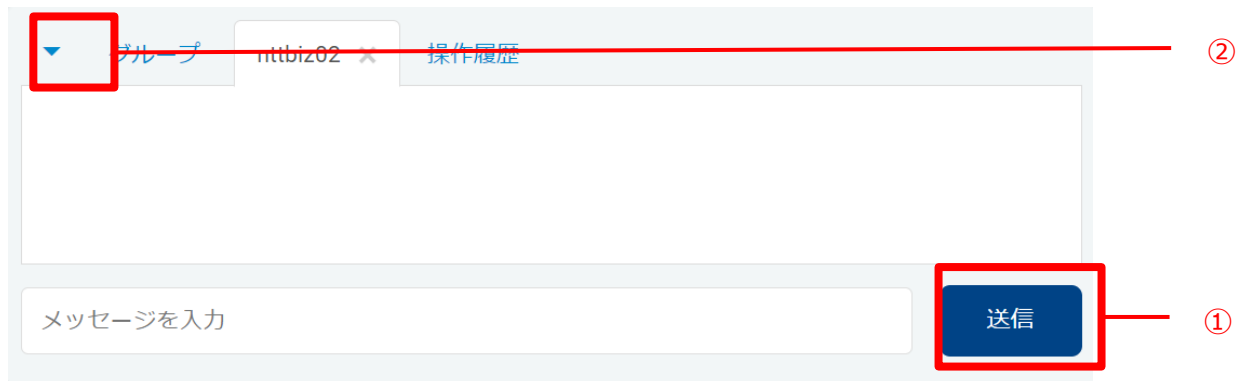 グループ nttbiz02 × 操作履歴 ②
メッセージを入力 送信 ①